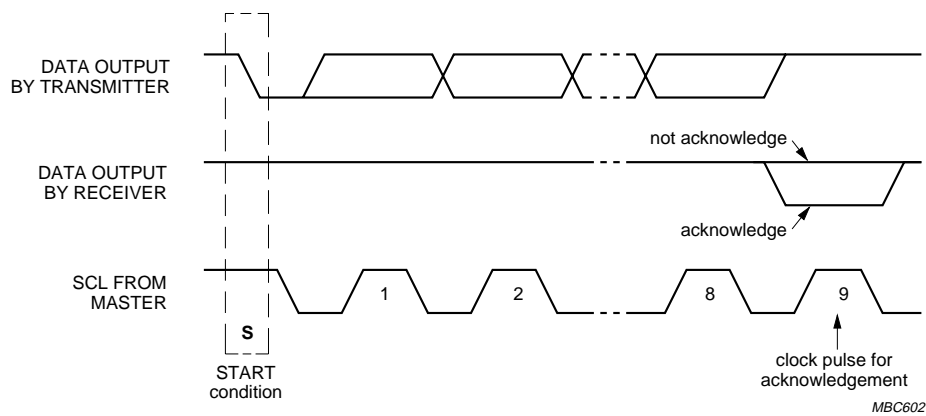 DATA OUTPUT
BY TRANSMITTER
not acknowledge
DATA OUTPUT
BY RECEIVER
acknowledge
SCL FROM
MASTER
1
2
8
9
S
START
condition
clock pulse for
acknowledgement
MBC602